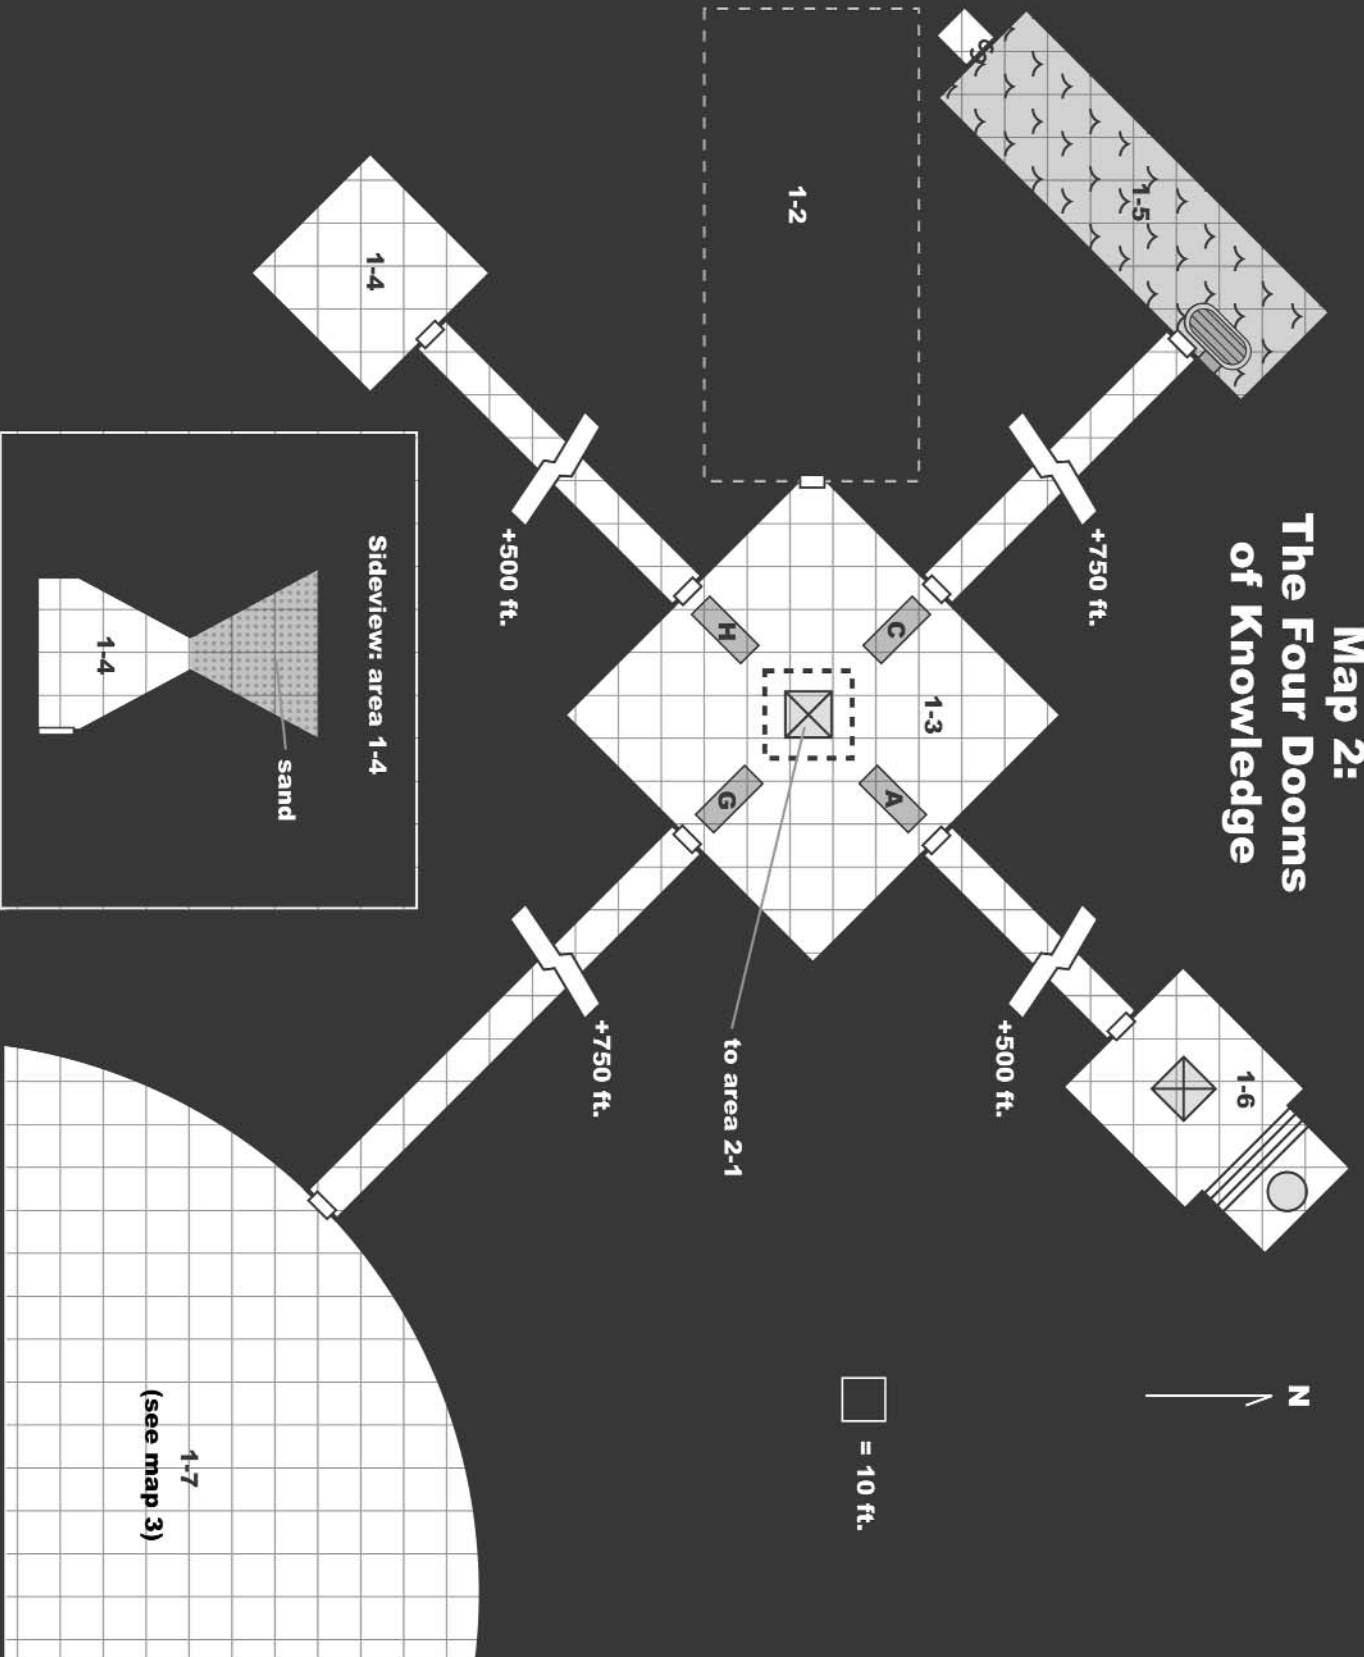 Map 2:
The Four Dooms
of Knowledge
N
= 10 ft.
1-5
S
+750 ft.
1-6
+500 ft.
1-2
C
A
1-3
H
G
to area 2-1
1-4
+500 ft.
+750 ft.
Sideview: area 1-4
sand
1-4
1-7
(see map 3)